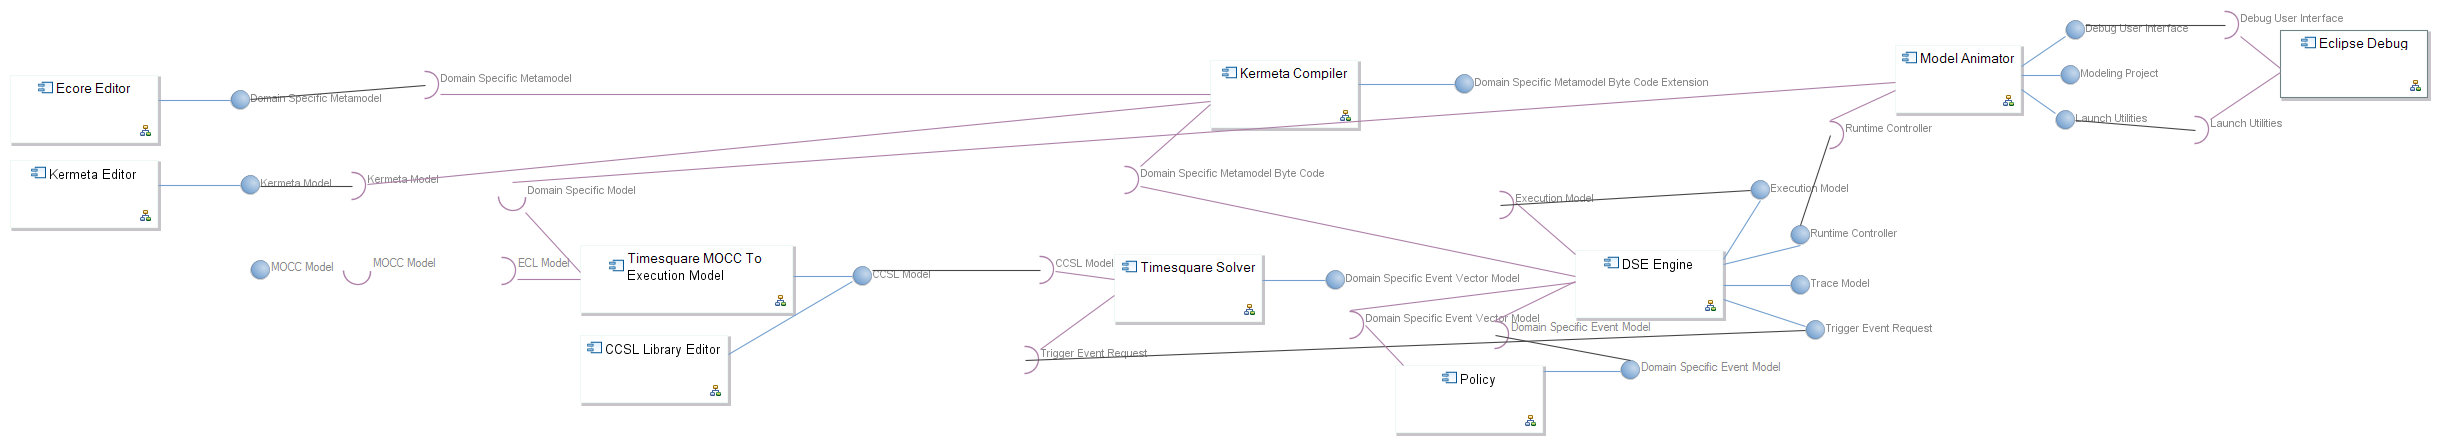 Ecore Editor
Domain Specific Metamodel
Domain Specific Metamodel
Kermeta Compiler
Domain Specific Metamodel Byte Code Extension
Model Animator
Debug User Interface
Debug User Interface
Eclipse Debug
Modeling Project
Launch Utilities
Launch Utilities
Runtime Controller
Kermeta Editor
Kermeta Model
Kermeta Model
Domain Specific Model
Domain Specific Metamodel Byte Code
Execution Model
Execution Model
Runtime Controller
MOCC Model
MOCC Model
ECL Model
Timesquare MOCC To
Execution Model
CCSL Model
CCSL Model
Timesquare Solver
Domain Specific Event Vector Model
DSE Engine
Trace Model
Domain Specific Event Vector Model
Domain Specific Event Model
Trigger Event Request
CCSL Library Editor
Trigger Event Request
Policy
Domain Specific Event Model